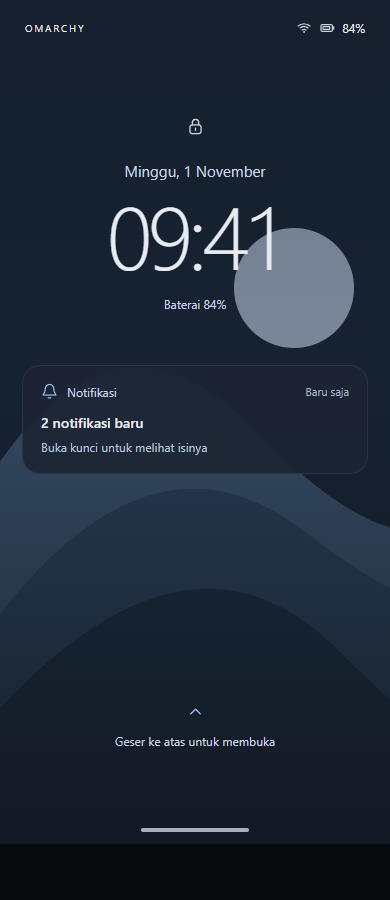 OMARCHY
84%
Minggu, 1 November
09:41
Baterai 84%
Notifikasi
Baru saja
2 notifikasi baru
Buka kunci untuk melihat isinya
Geser ke atas untuk membuka